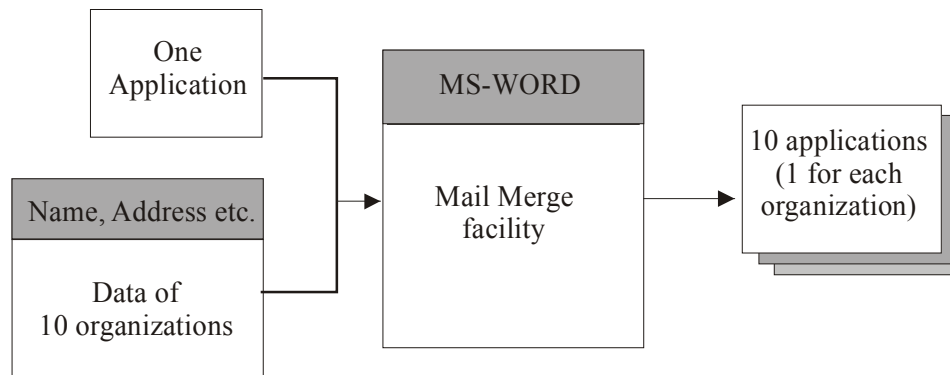 One
Application
Name, Address etc.
Data of
10 organizations
MS-WORD
Mail Merge
facility
10 applications
(1 for each
organization)